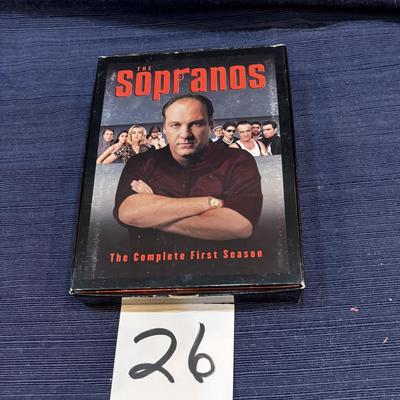 THE
SOPRANOS
The Complete First Season
26